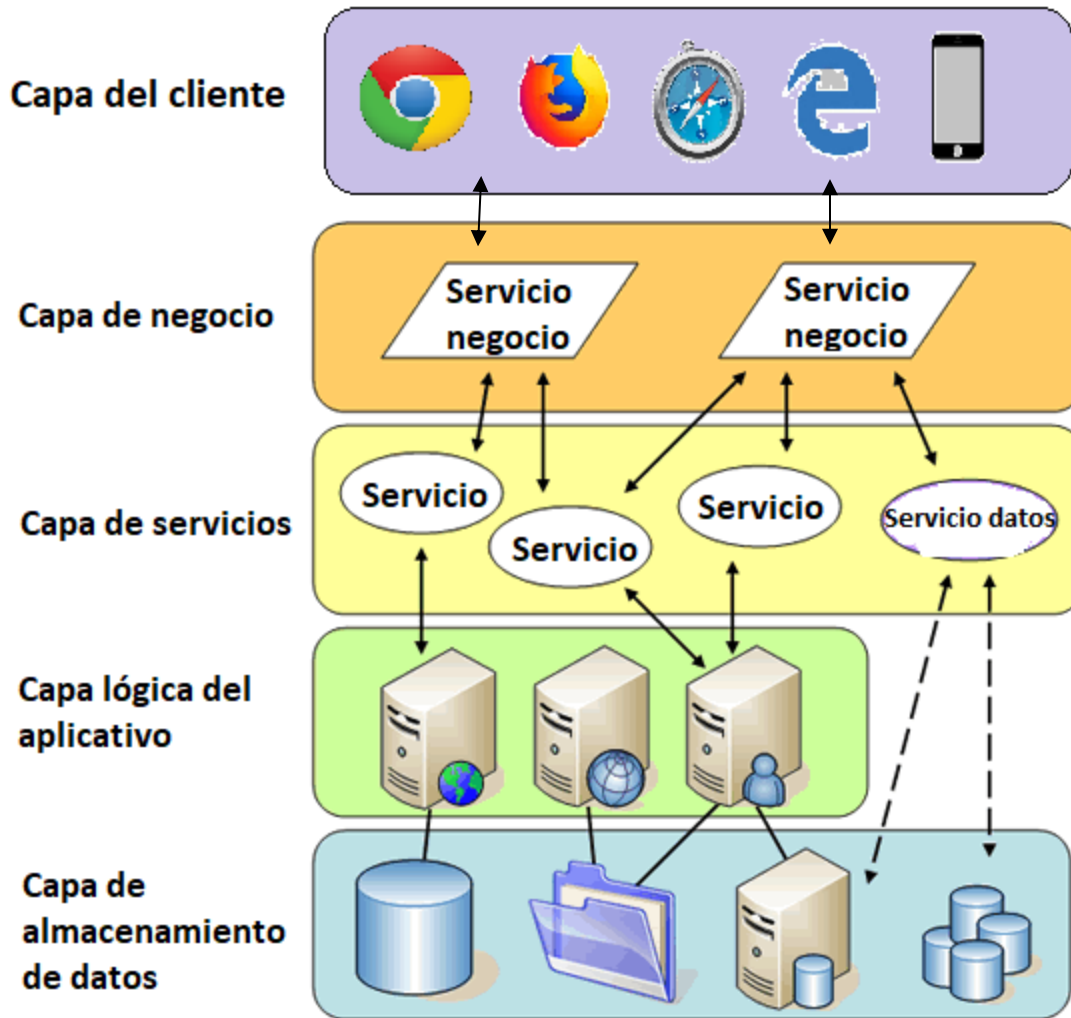 Capa del cliente
Servicio
negocio
Servicio
negocio
Capa de negocio
Servicio
Servicio
Servicio
Servicio datos
Capa de servicios
Capa lógica del
aplicativo
Capa de
almacenamiento
de datos